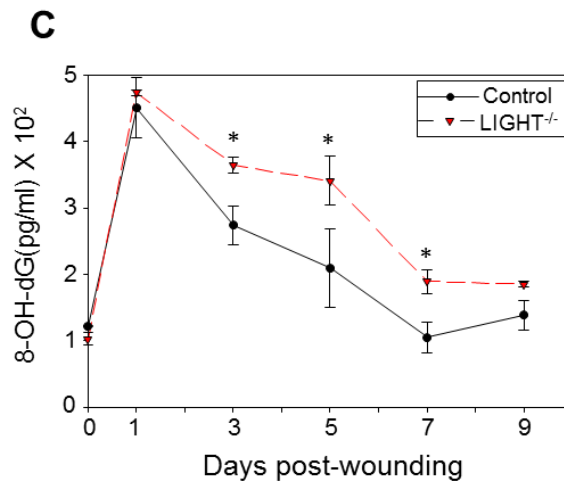 C
5
4
3
2
1
0
8-OH-dG(pg/ml) X 10²
Control
LIGHT⁻/⁻
*
*
*
0 1 3 5 7 9
Days post-wounding